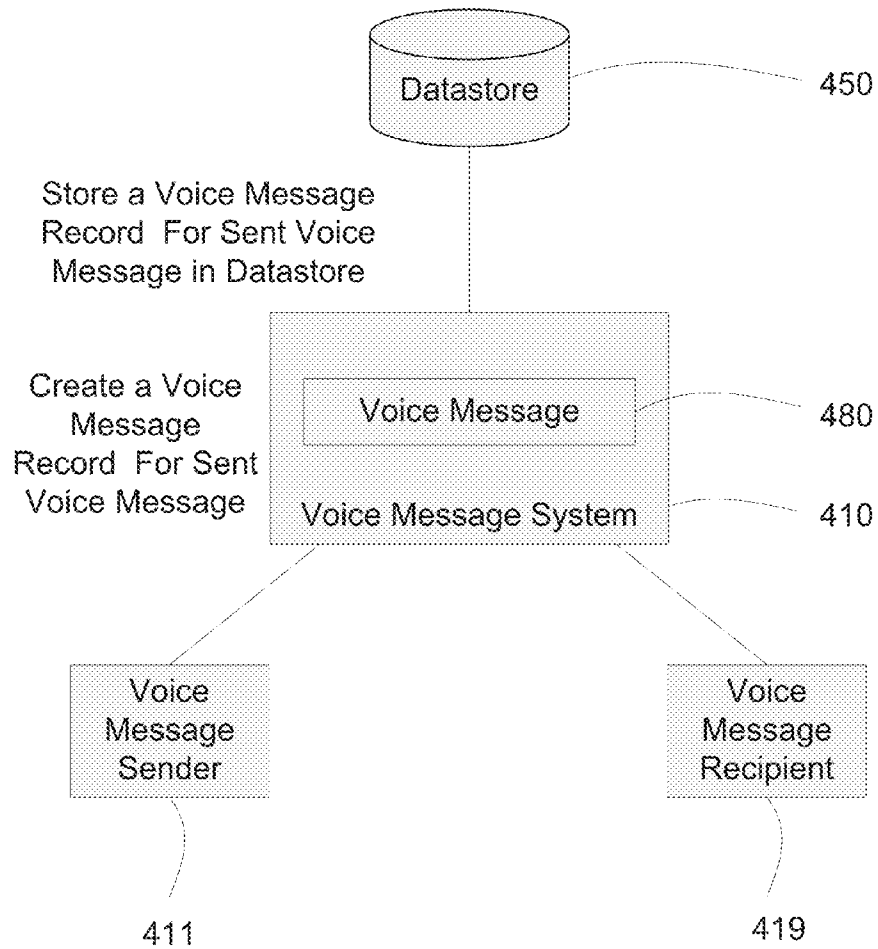 Datastore
450
Store a Voice Message
Record For Sent Voice
Message in Datastore
Create a Voice
Message
Record For Sent
Voice Message
Voice Message
480
Voice Message System
410
Voice
Message
Sender
Voice
Message
Recipient
411
419